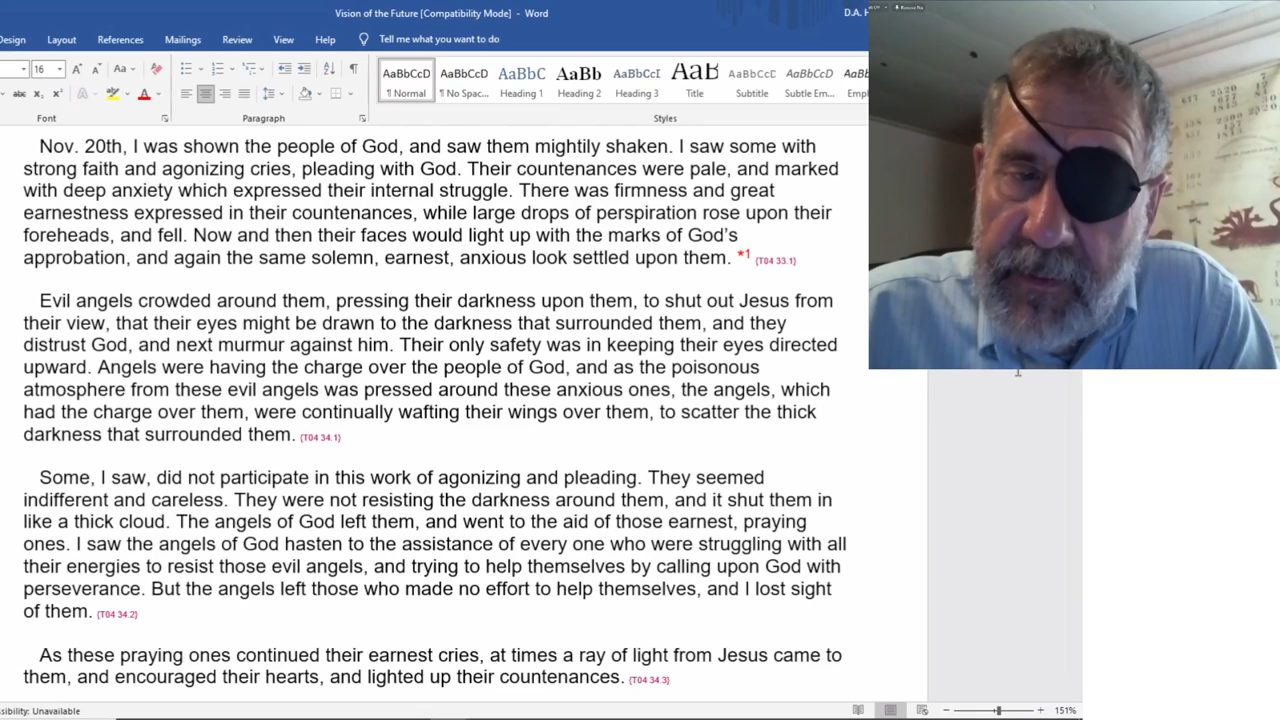 Vision of the Future [Compatibility Mode] - Word
D.A. H
Design Layout References Mailings Review View Help Tell me what you want to do
16 Aa
abc x₂ x² A A
Font Paragraph Styles
AaBbCcD AaBbCcD AaBbC AaBb AaBbCcI AaB AaBbCcD AaBbCcD AaBb
¶ Normal ¶ No Spac... Heading 1 Heading 2 Heading 3 Title Subtitle Subtle Em... Emph
Nov. 20th, I was shown the people of God, and saw them mightily shaken. I saw some with
strong faith and agonizing cries, pleading with God. Their countenances were pale, and marked
with deep anxiety which expressed their internal struggle. There was firmness and great
earnestness expressed in their countenances, while large drops of perspiration rose upon their
foreheads, and fell. Now and then their faces would light up with the marks of God's
approbation, and again the same solemn, earnest, anxious look settled upon them. *1 {T04 33.1}
Evil angels crowded around them, pressing their darkness upon them, to shut out Jesus from
their view, that their eyes might be drawn to the darkness that surrounded them, and they
distrust God, and next murmur against him. Their only safety was in keeping their eyes directed
upward. Angels were having the charge over the people of God, and as the poisonous
atmosphere from these evil angels was pressed around these anxious ones, the angels, which
had the charge over them, were continually wafting their wings over them, to scatter the thick
darkness that surrounded them. {T04 34.1}
Some, I saw, did not participate in this work of agonizing and pleading. They seemed
indifferent and careless. They were not resisting the darkness around them, and it shut them in
like a thick cloud. The angels of God left them, and went to the aid of those earnest, praying
ones. I saw the angels of God hasten to the assistance of every one who were struggling with all
their energies to resist those evil angels, and trying to help themselves by calling upon God with
perseverance. But the angels left those who made no effort to help themselves, and I lost sight
of them. {T04 34.2}
As these praying ones continued their earnest cries, at times a ray of light from Jesus came to
them, and encouraged their hearts, and lighted up their countenances. {T04 34.3}
sibility: Unavailable
151%
677 2520
1843
2520